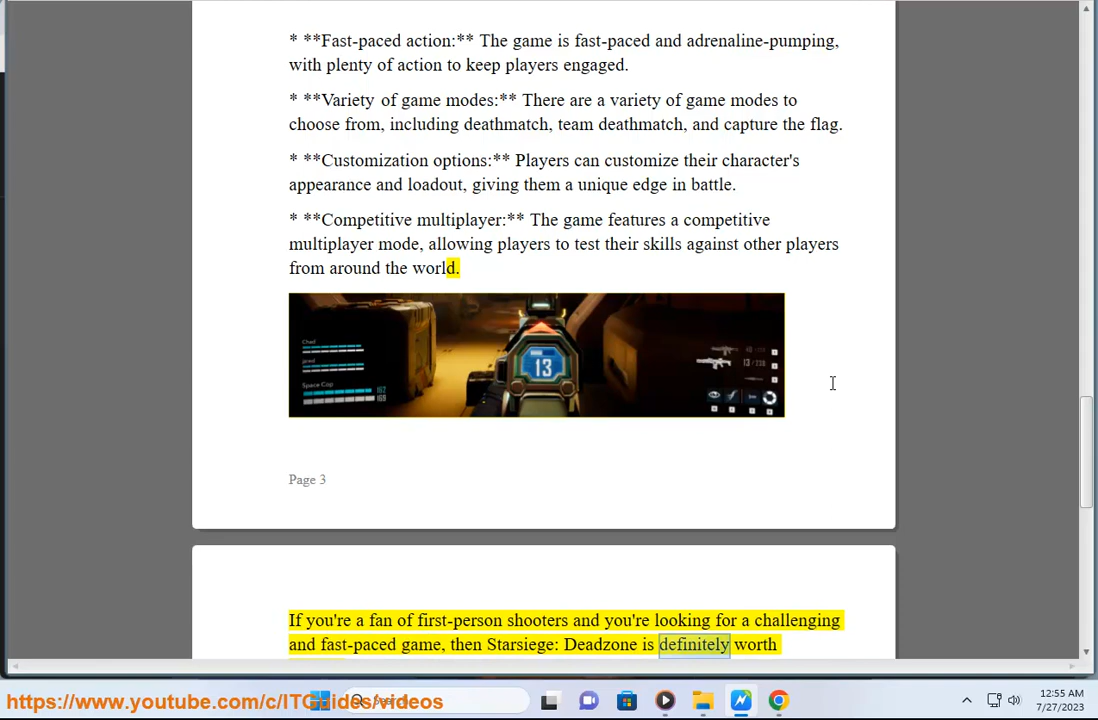 * **Fast-paced action:** The game is fast-paced and adrenaline-pumping,
with plenty of action to keep players engaged.
* **Variety of game modes:** There are a variety of game modes to
choose from, including deathmatch, team deathmatch, and capture the flag.
* **Customization options:** Players can customize their character's
appearance and loadout, giving them a unique edge in battle.
* **Competitive multiplayer:** The game features a competitive
multiplayer mode, allowing players to test their skills against other players
from around the world.
Chad
Space Cop
162
169
13
13
Page 3
If you're a fan of first-person shooters and you're looking for a challenging
and fast-paced game, then Starsiege: Deadzone is definitely worth
https://www.youtube.com/c/ITGuides/videos
12:55 AM
7/27/2023